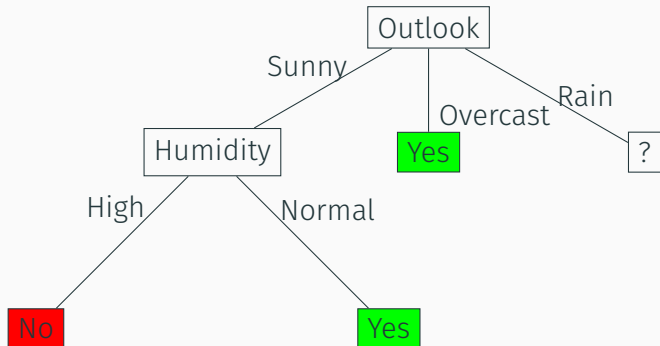 Outlook
Sunny
Overcast
Rain
Humidity
Yes
?
High
Normal
No
Yes